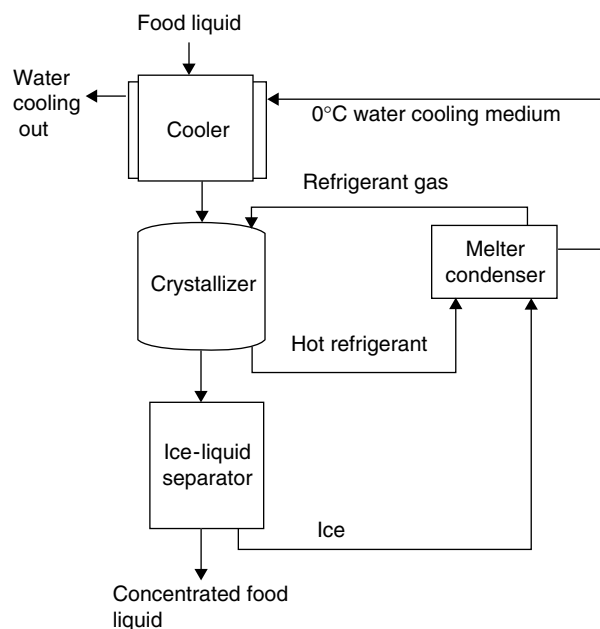 Food liquid
Water
cooling
out
Cooler
0°C water cooling medium
Refrigerant gas
Melter
condenser
Crystallizer
Hot refrigerant
Ice-liquid
separator
Ice
Concentrated food
liquid